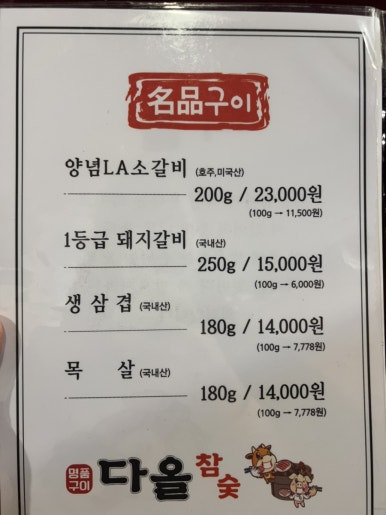 名品구이
양념LA소갈비 (호주,미국산)
200g / 23,000원
(100g → 11,500원)
1등급 돼지갈비 (국내산)
250g / 15,000원
(100g → 6,000원)
생 삼 겹 (국내산)
180g / 14,000원
(100g → 7,778원)
목 살 (국내산)
180g / 14,000원
(100g → 7,778원)
명품구이 다올 참숯